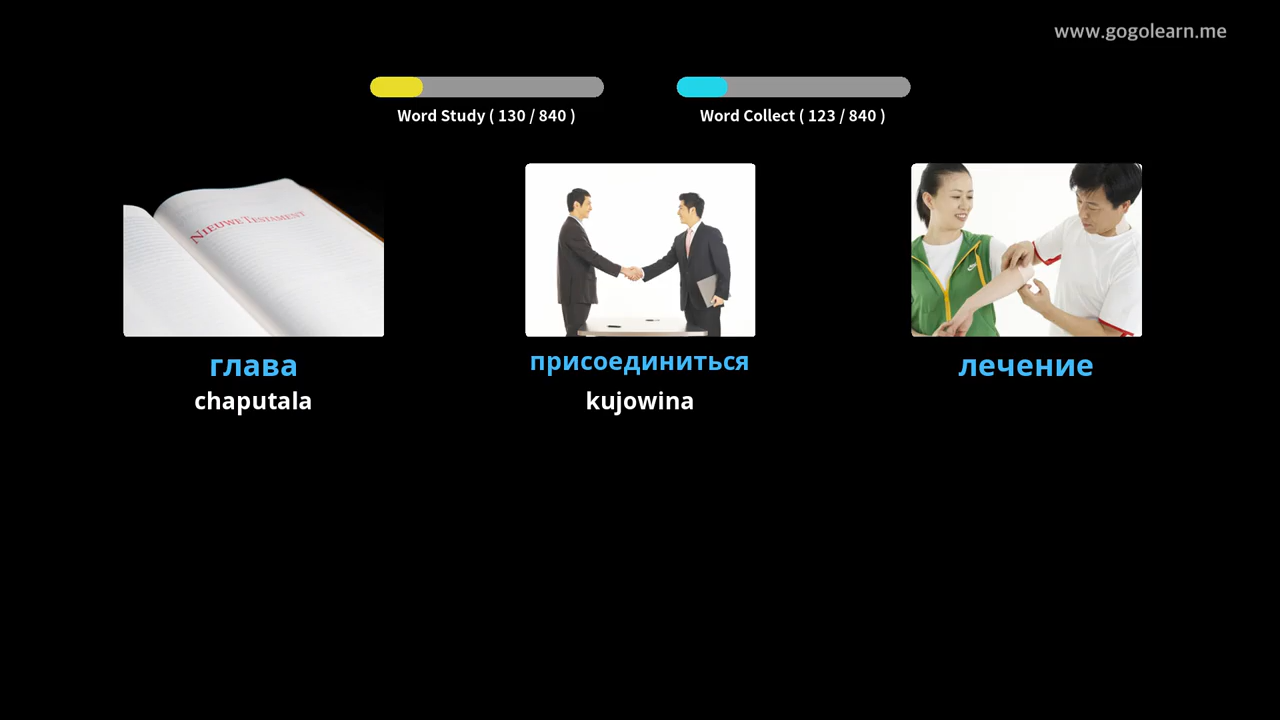 www.gogolearn.me
Word Study ( 130 / 840 )
Word Collect ( 123 / 840 )
NIEUWE TESTAMENT
глава
chaputala
присоединиться
kujowina
лечение